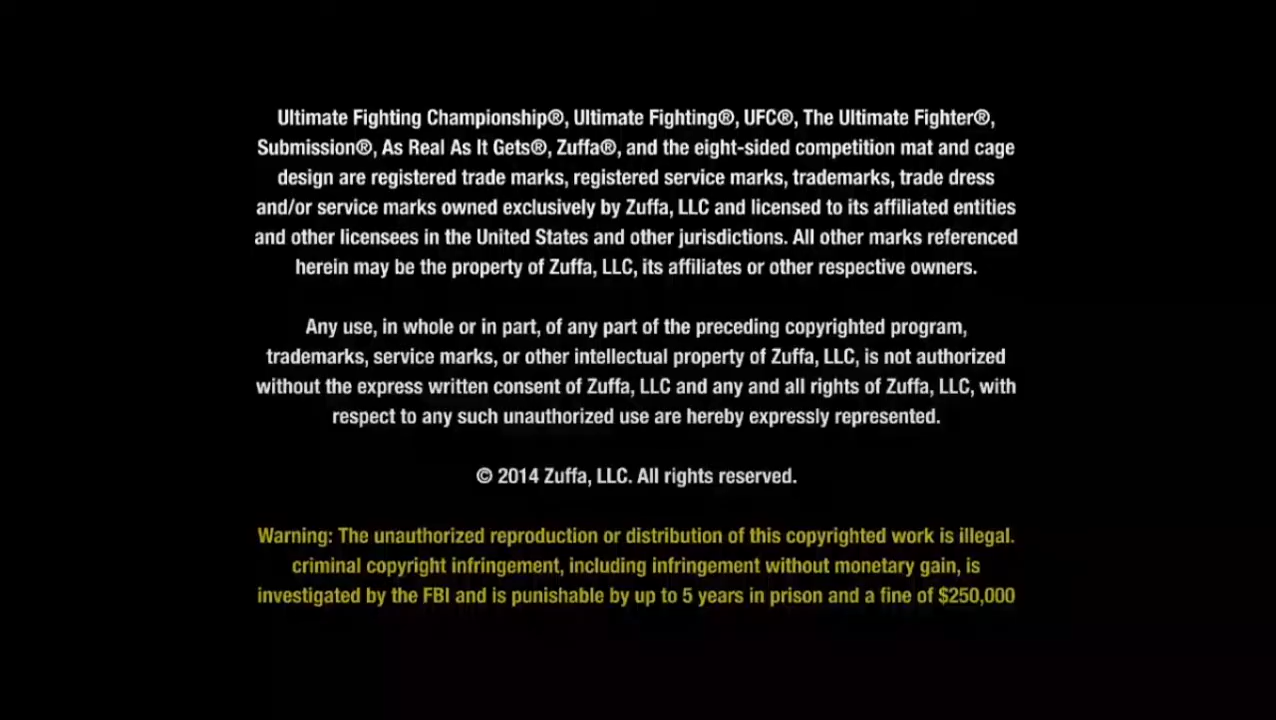 Ultimate Fighting Championship®, Ultimate Fighting®, UFC®, The Ultimate Fighter®,
Submission®, As Real As It Gets®, Zuffa®, and the eight-sided competition mat and cage
design are registered trade marks, registered service marks, trademarks, trade dress
and/or service marks owned exclusively by Zuffa, LLC and licensed to its affiliated entities
and other licensees in the United States and other jurisdictions. All other marks referenced
herein may be the property of Zuffa, LLC, its affiliates or other respective owners.
Any use, in whole or in part, of any part of the preceding copyrighted program,
trademarks, service marks, or other intellectual property of Zuffa, LLC, is not authorized
without the express written consent of Zuffa, LLC and any and all rights of Zuffa, LLC, with
respect to any such unauthorized use are hereby expressly represented.
© 2014 Zuffa, LLC. All rights reserved.
Warning: The unauthorized reproduction or distribution of this copyrighted work is illegal.
criminal copyright infringement, including infringement without monetary gain, is
investigated by the FBI and is punishable by up to 5 years in prison and a fine of $250,000